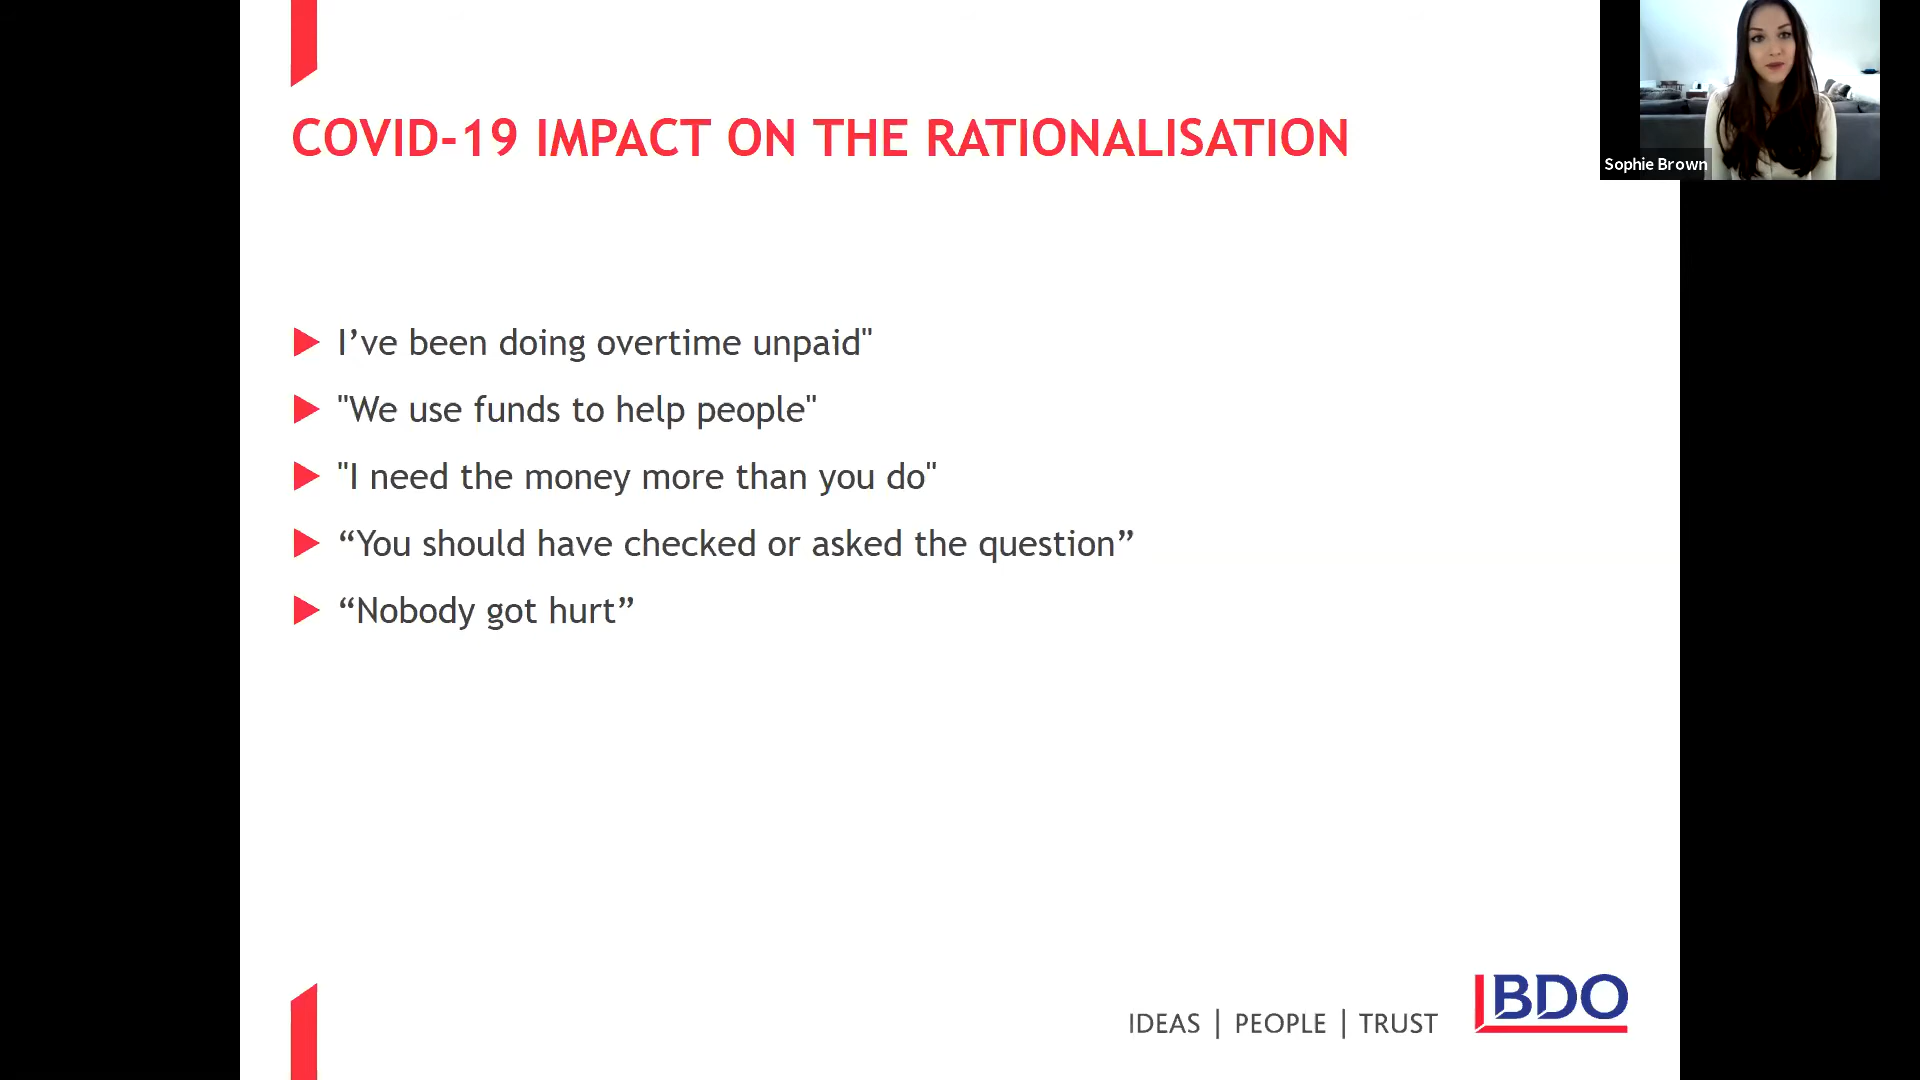 COVID-19 IMPACT ON THE RATIONALISATION
Sophie Brown
I’ve been doing overtime unpaid"
"We use funds to help people"
"I need the money more than you do"
“You should have checked or asked the question”
“Nobody got hurt”
IDEAS | PEOPLE | TRUST
BDO